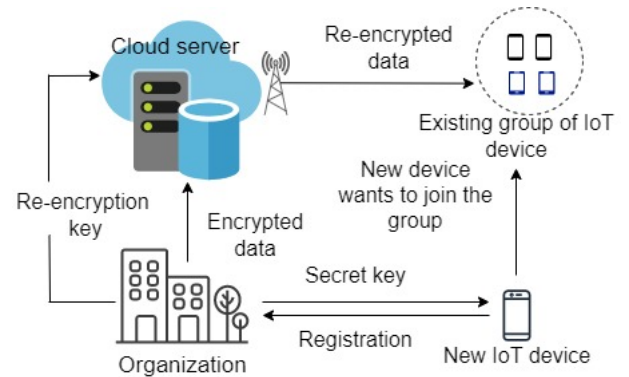 Cloud server
Re-encrypted
data
Existing group of IoT
device
New device
wants to join the
group
Re-encryption
key
Encrypted
data
Secret key
Registration
Organization
New IoT device